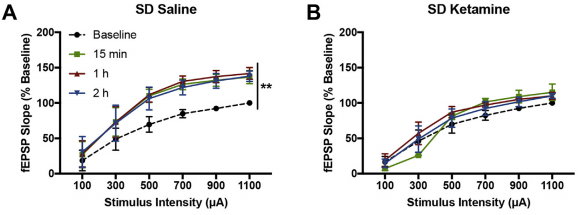 A
SD Saline
fEPSP Slope (% Baseline)
200
150
100
50
0
Baseline
15 min
1 h
2 h
**
100 300 500 700 900 1100
Stimulus Intensity (µA)
B
SD Ketamine
fEPSP Slope (% Baseline)
200
150
100
50
0
100 300 500 700 900 1100
Stimulus Intensity (µA)